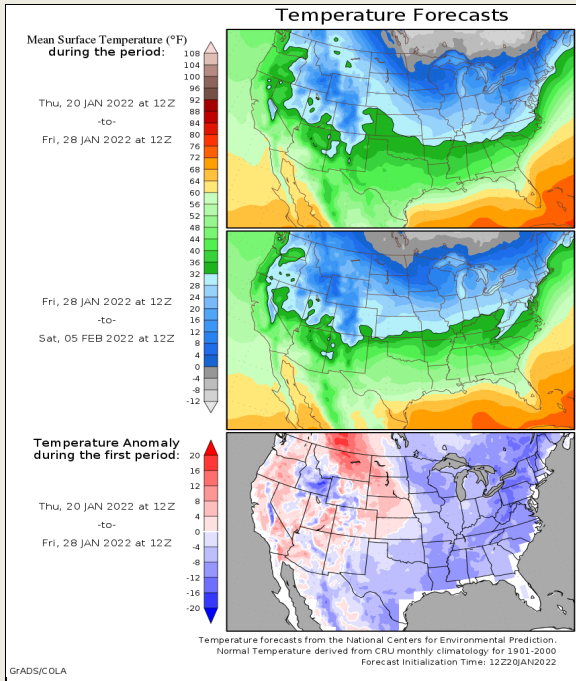 Temperature Forecasts
Mean Surface Temperature (°F)
during the period:
Thu, 20 JAN 2022 at 12Z
-to-
Fri, 28 JAN 2022 at 12Z
108
104
100
96
92
88
84
80
76
72
68
64
60
56
52
48
44
40
36
32
28
24
20
16
12
8
4
0
-4
-8
-12
Fri, 28 JAN 2022 at 12Z
-to-
Sat, 05 FEB 2022 at 12Z
Temperature Anomaly
during the first period:
Thu, 20 JAN 2022 at 12Z
-to-
Fri, 28 JAN 2022 at 12Z
20
16
12
8
4
0
-4
-8
-12
-16
-20
Temperature forecasts from the National Centers for Environmental Prediction.
Normal Temperature derived from CRU monthly climatology for 1901-2000
Forecast Initialization Time: 12Z20JAN2022
GrADS/COLA